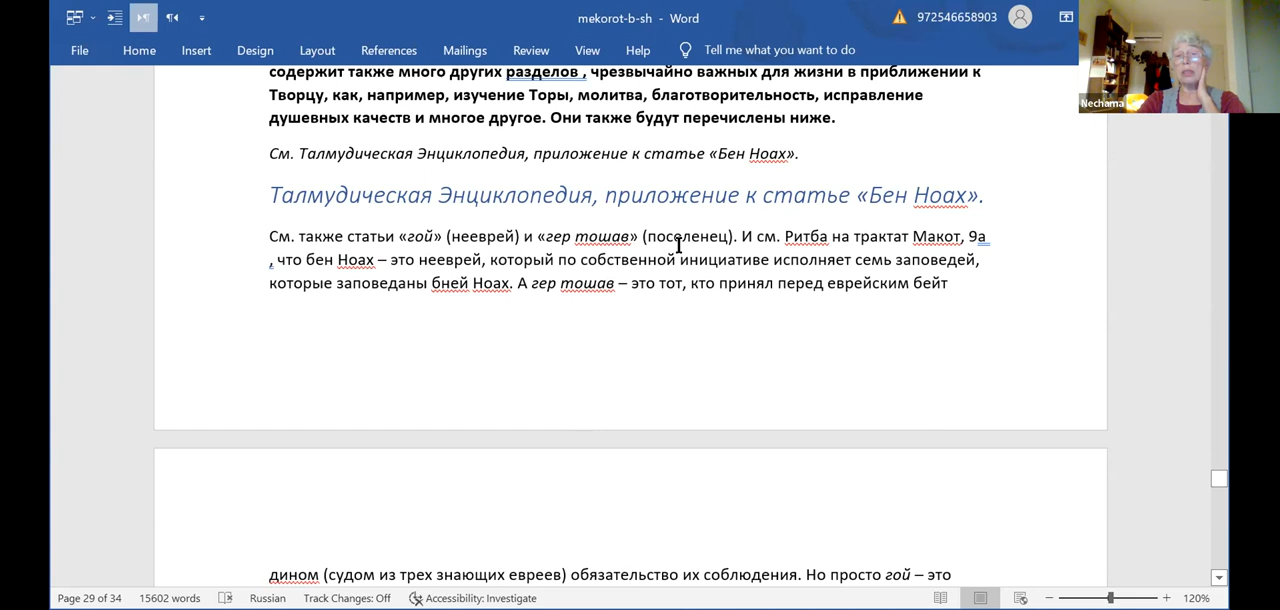 mekorot-b-sh – Word
972546658903
File Home Insert Design Layout References Mailings Review View Help Tell me what you want to do
Nechama
содержит также много других разделов , чрезвычайно важных для жизни в приближении к
Творцу, как, например, изучение Торы, молитва, благотворительность, исправление
душевных качеств и многое другое. Они также будут перечислены ниже.
См. Талмудическая Энциклопедия, приложение к статье «Бен Ноах».
Талмудическая Энциклопедия, приложение к статье «Бен Ноах».
См. также статьи «гой» (нееврей) и «гер тошав» (поселенец). И см. Ритба на трактат Макот, 9а
, что бен Ноах – это нееврей, который по собственной инициативе исполняет семь заповедей,
которые заповеданы бней Ноах. А гер тошав – это тот, кто принял перед еврейским бейт
дином (судом из трех знающих евреев) обязательство их соблюдения. Но просто гой – это
Page 29 of 34 15602 words Russian Track Changes: Off Accessibility: Investigate 120%